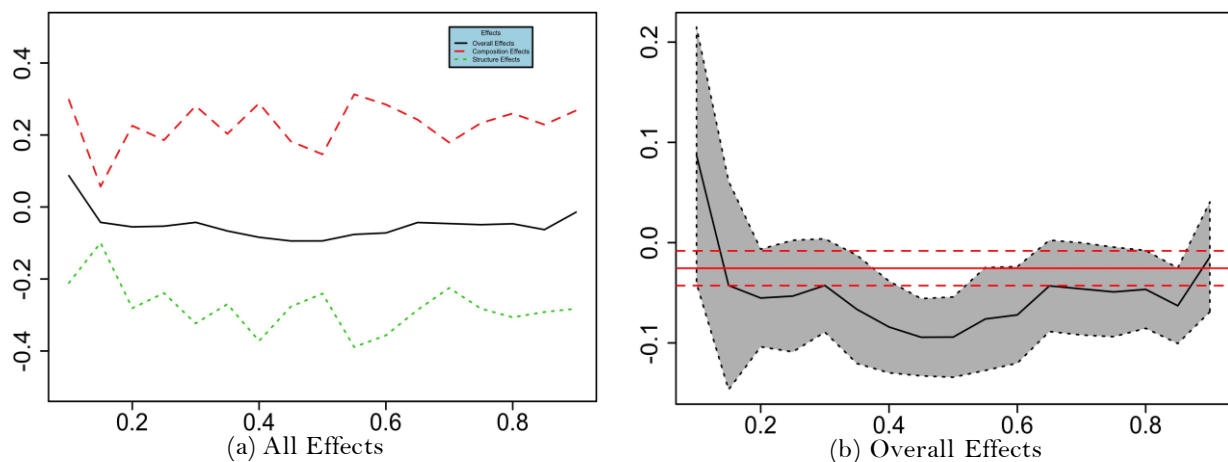 0.4
0.2
0.0
-0.2
-0.4
Effects
Overall Effects
Composition Effects
Structure Effects
0.2 0.4 0.6 0.8
(a) All Effects
0.2
0.1
0.0
-0.1
0.2 0.4 0.6 0.8
(b) Overall Effects